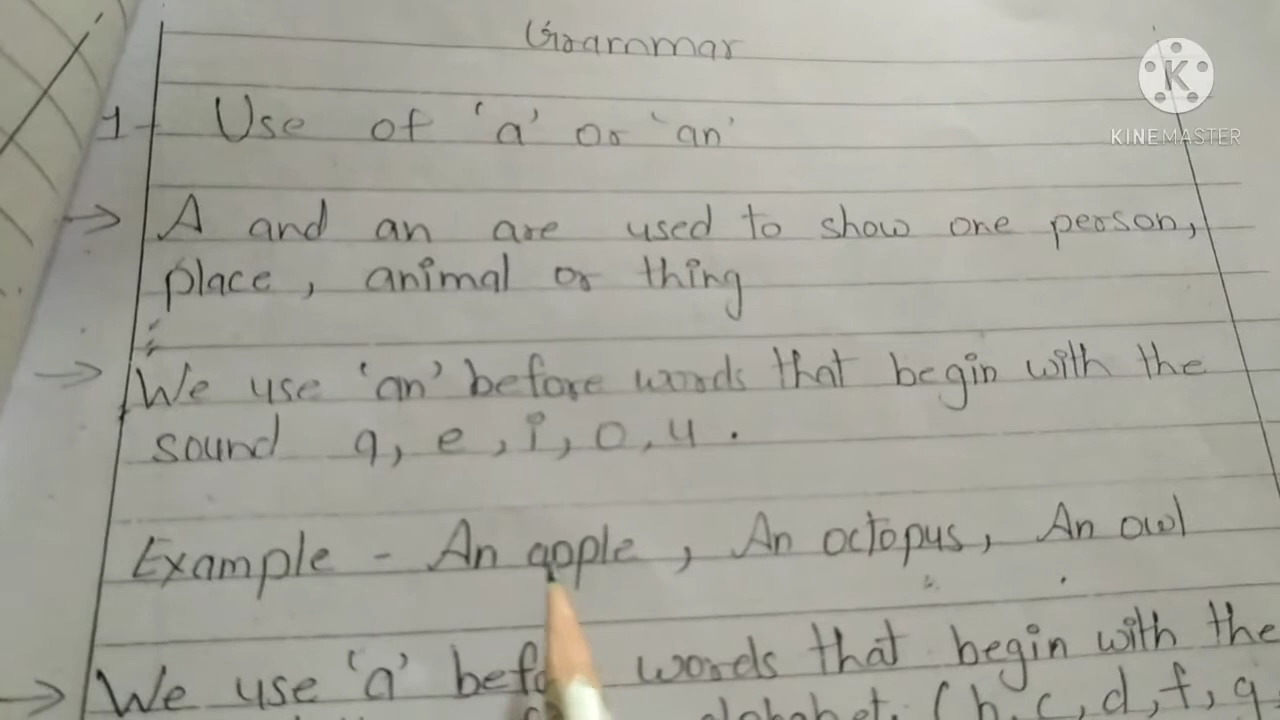 Grammar
KINEMASTER
1- Use of 'a' or 'an'
→ A and an are used to show one person,
place, animal or thing
→ We use 'an' before words that begin with the
sound a, e, i, o, u.
Example - An apple, An octopus, An owl
→ We use 'a' words that begin with the
alphabet. (b, c, d, f, g